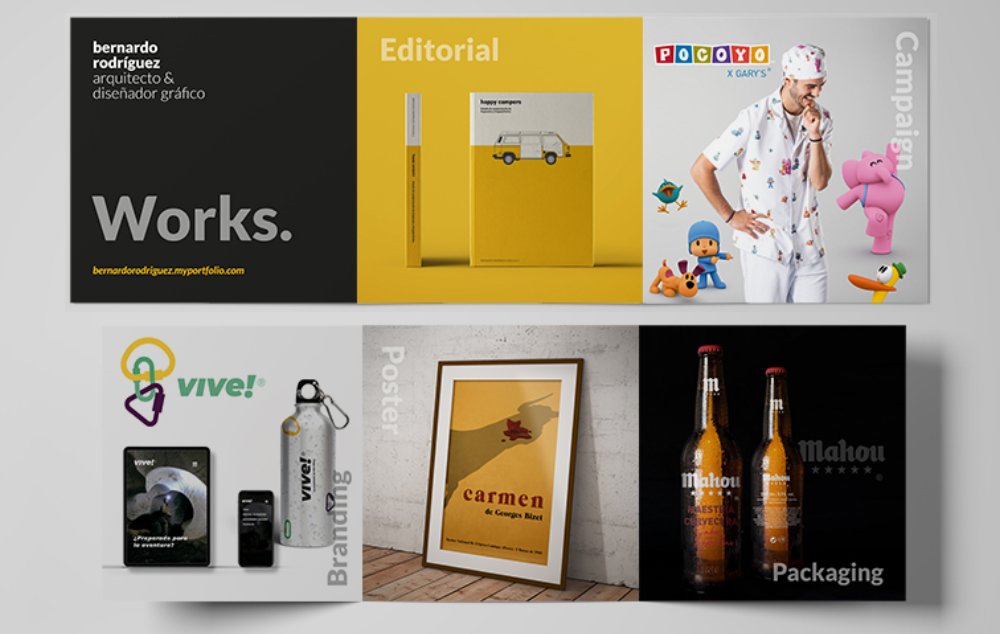 bernardo
rodríguez
arquitecto &
diseñador gráfico
Works.
bernardorodriguez.myportfolio.com
Editorial
happy campers
POCOYO
X GARY'S®
Campaign
vive!®
vive!
¿Preparado para
la aventura?
vive!
Branding
Poster
carmen
de Georges Bizet
m
Mahou
MAESTRA
CERVECERA
m
Mahou
Mahou
Packaging